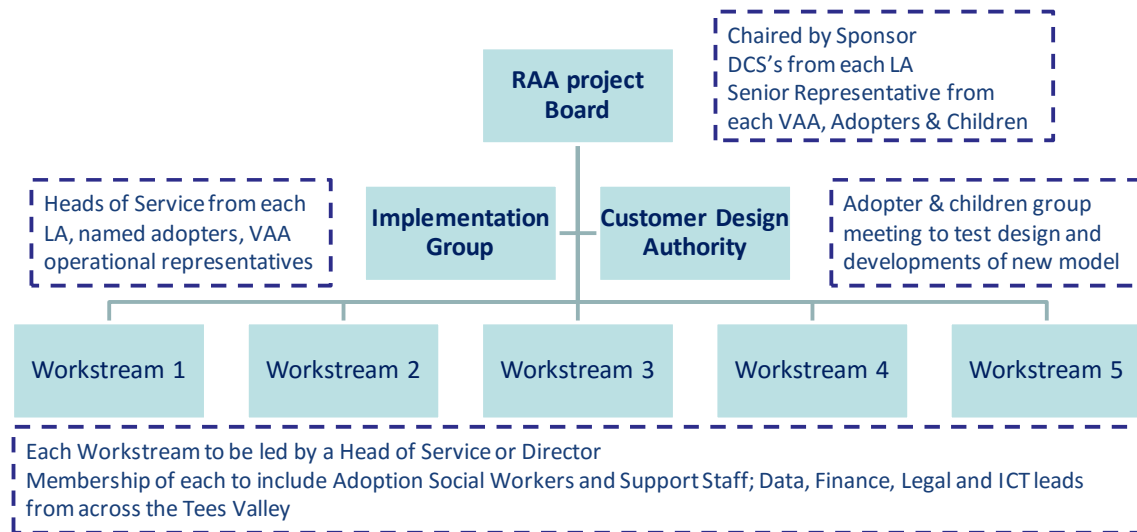 RAA project
Board
Chaired by Sponsor
DCS's from each LA
Senior Representative from
each VAA, Adopters & Children
Heads of Service from each
LA, named adopters, VAA
operational representatives
Implementation
Group
Customer Design
Authority
Adopter & children group
meeting to test design and
developments of new model
Workstream 1
Workstream 2
Workstream 3
Workstream 4
Workstream 5
Each Workstream to be led by a Head of Service or Director
Membership of each to include Adoption Social Workers and Support Staff; Data, Finance, Legal and ICT leads
from across the Tees Valley